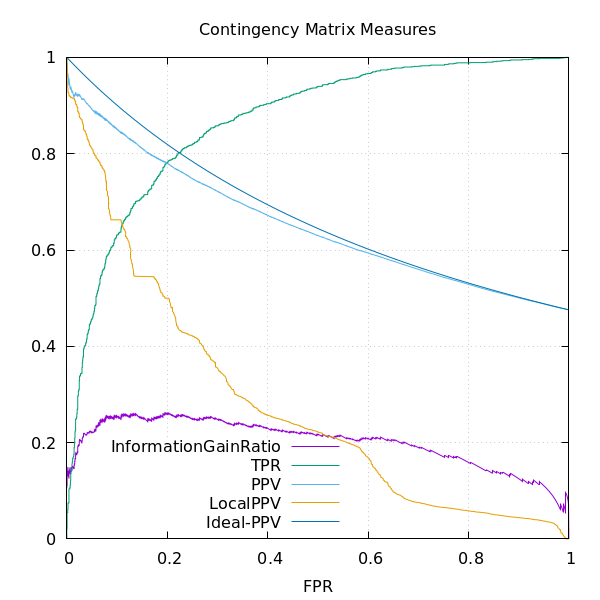 Contingency Matrix Measures
1
0.8
0.6
0.4
0.2
0
InformationGainRatio
TPR
PPV
LocalPPV
Ideal-PPV
0 0.2 0.4 0.6 0.8 1
FPR